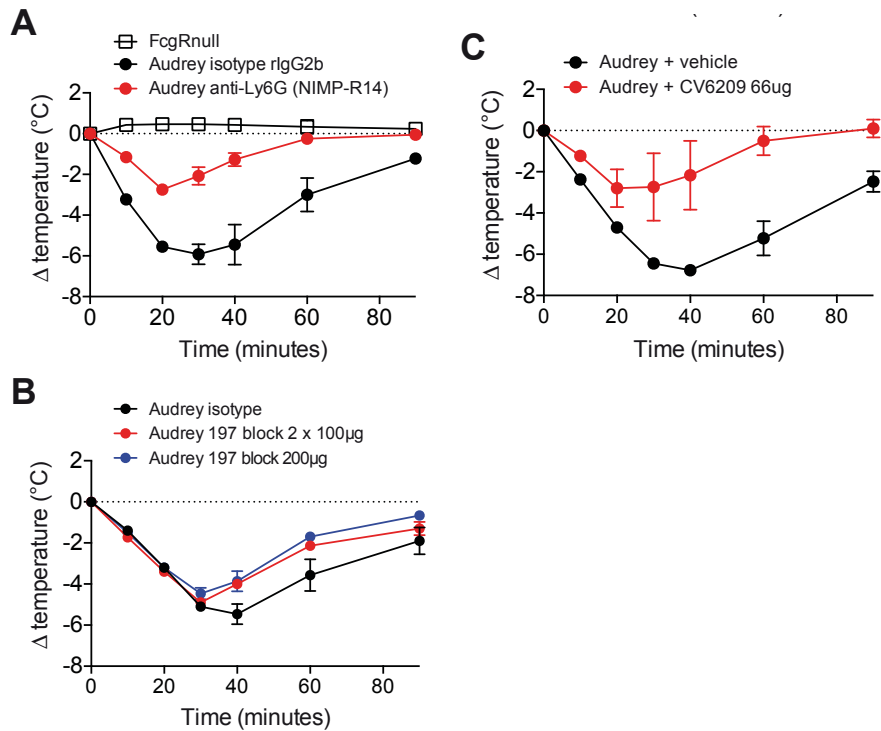 A
FcgRnull
Audrey isotype rIgG2b
Audrey anti-Ly6G (NIMP-R14)
Δ temperature (°C)
2
0
-2
-4
-6
-8
0 20 40 60 80
Time (minutes)
C
Audrey + vehicle
Audrey + CV6209 66ug
Δ temperature (°C)
2
0
-2
-4
-6
-8
0 20 40 60 80
Time (minutes)
B
Audrey isotype
Audrey 197 block 2 x 100µg
Audrey 197 block 200µg
Δ temperature (°C)
2
0
-2
-4
-6
-8
0 20 40 60 80
Time (minutes)